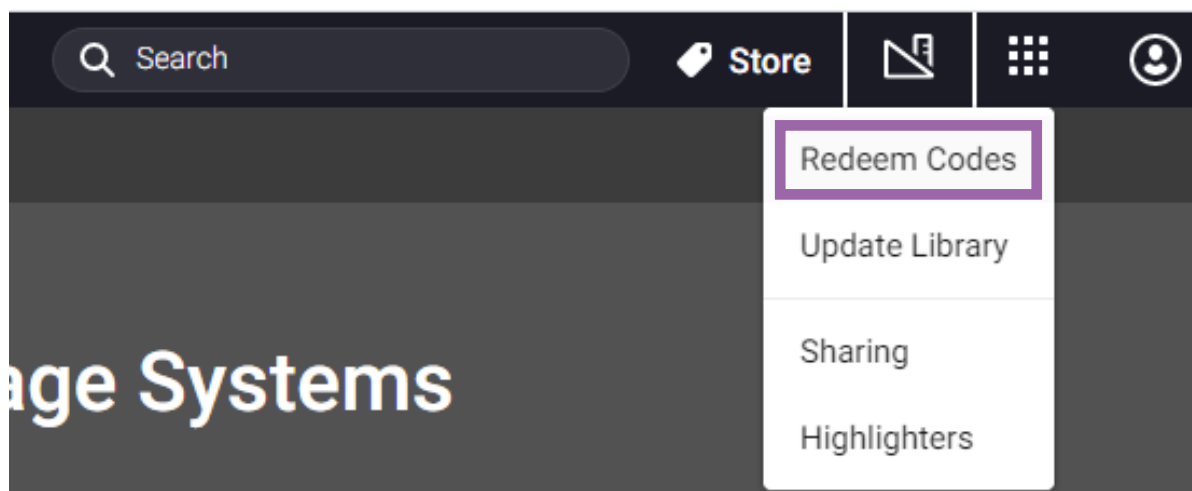 Search
Store
Redeem Codes
Update Library
Sharing
Highlighters
age Systems